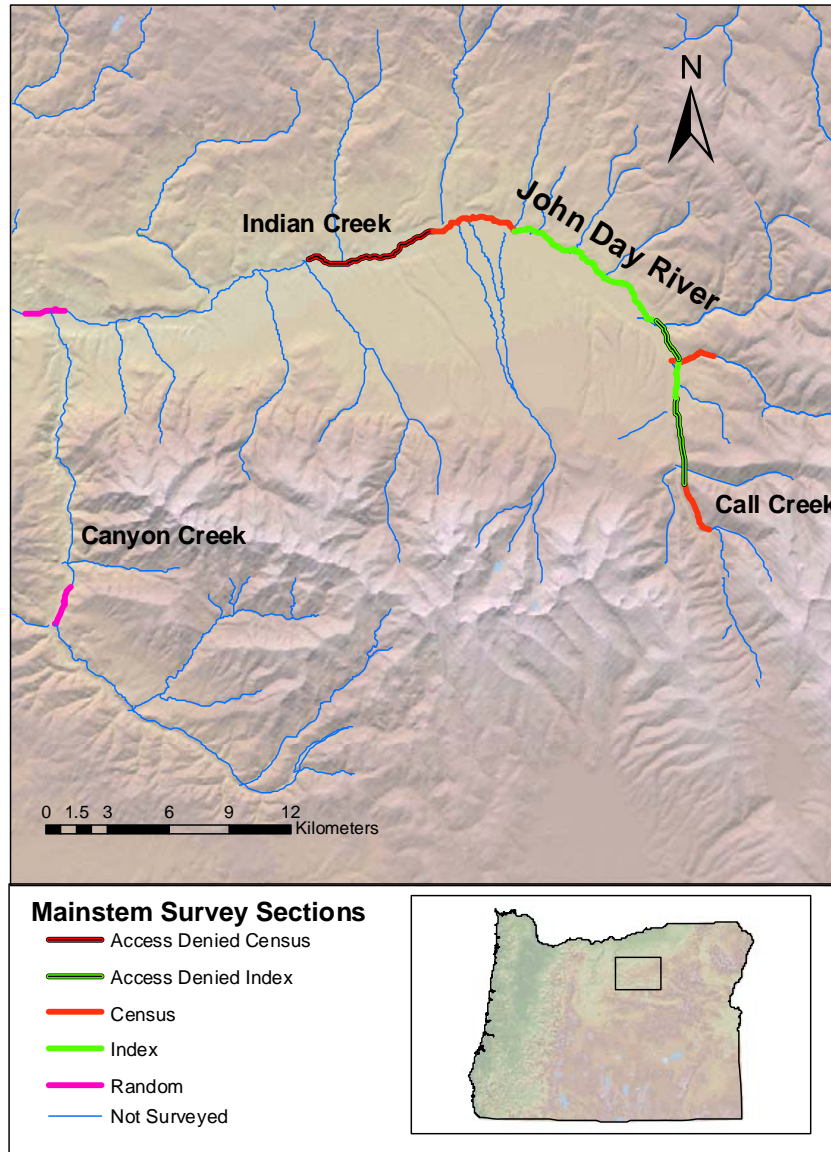 N
Indian Creek
John Day River
Canyon Creek
Call Creek
0 1.5 3 6 9 12
Kilometers
Mainstem Survey Sections
Access Denied Census
Access Denied Index
Census
Index
Random
Not Surveyed